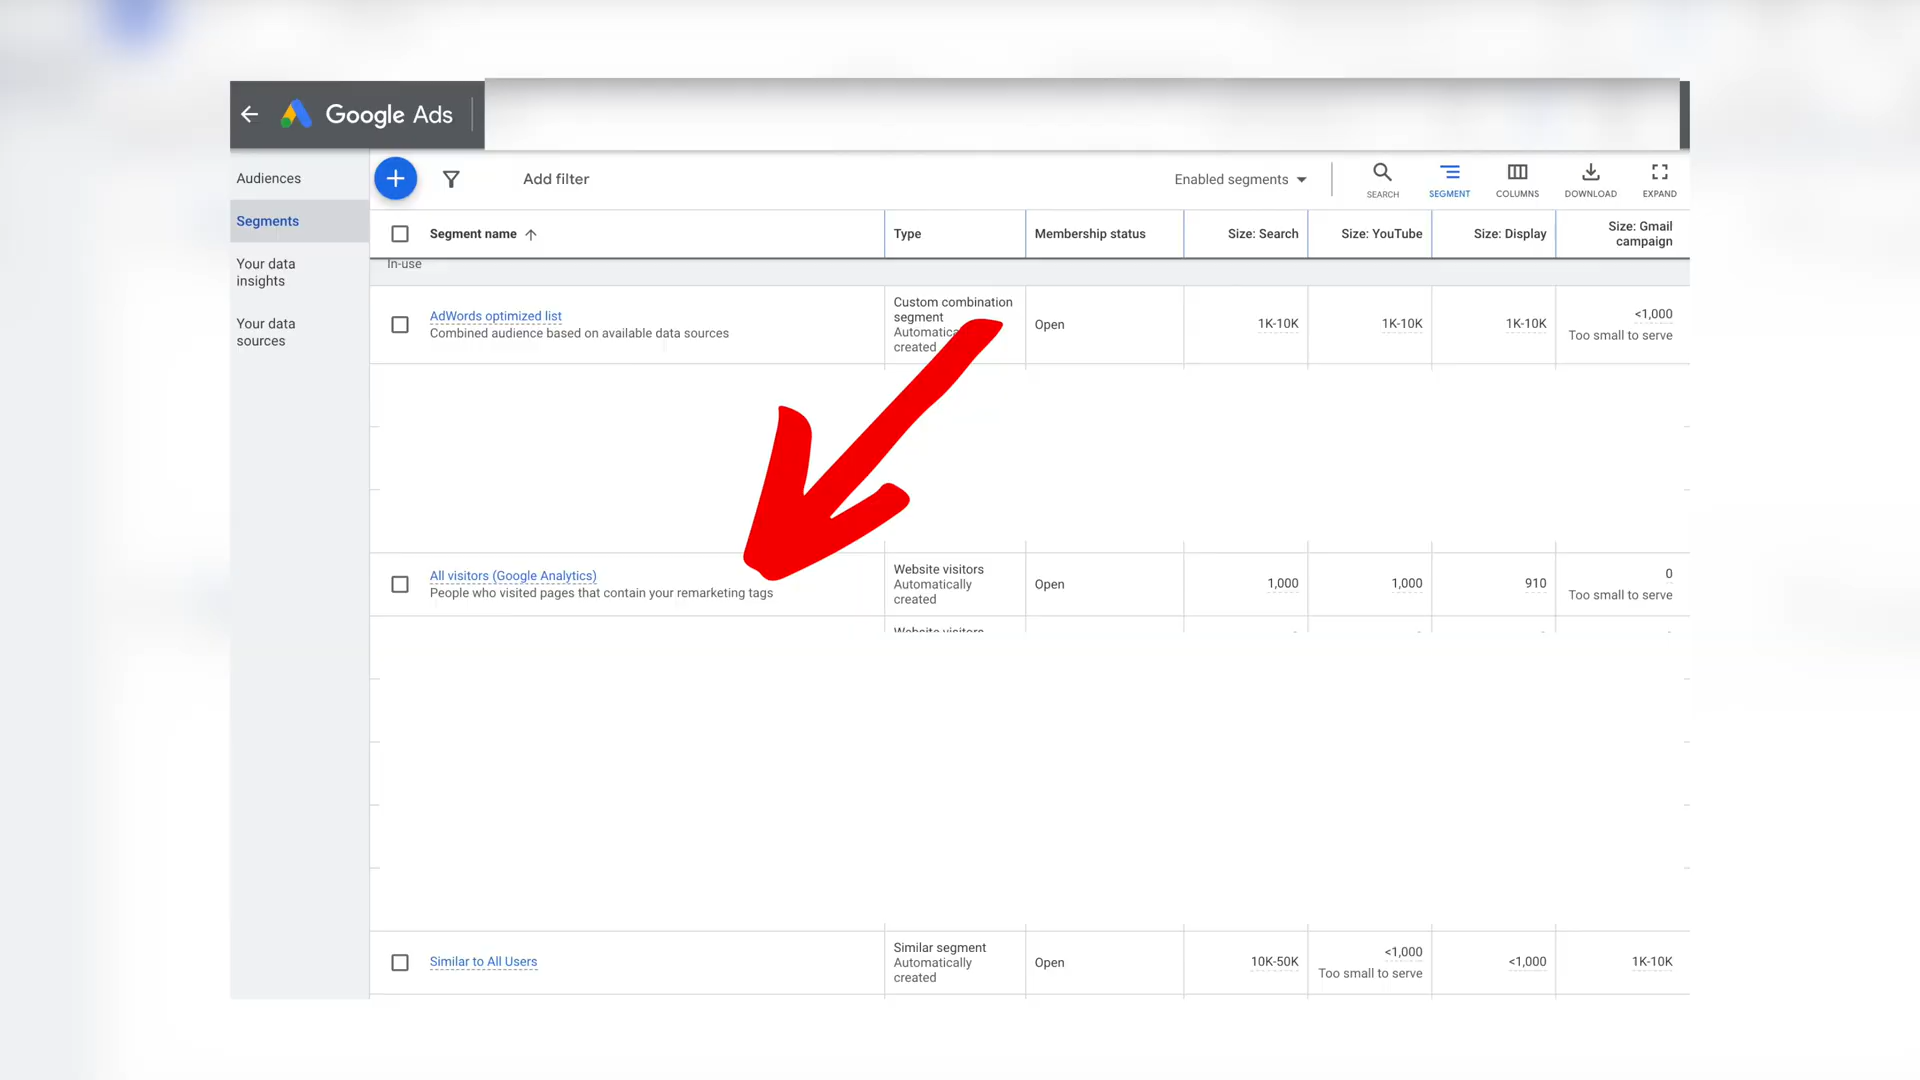 Google Ads
Audiences
Segments
Your data
insights
Your data
sources
Add filter
Enabled segments
SEARCH
SEGMENT
COLUMNS
DOWNLOAD
EXPAND
Segment name
Type
Membership status
Size: Search
Size: YouTube
Size: Display
Size: Gmail
campaign
In-use
AdWords optimized list
Combined audience based on available data sources
Custom combination
segment
created
Open
1K-10K
1K-10K
1K-10K
<1,000
Too small to serve
All visitors (Google Analytics)
People who visited pages that contain your remarketing tags
Website visitors
Automatically
created
Open
1,000
1,000
910
0
Too small to serve
Website visitors
Similar to All Users
Similar segment
Automatically
created
Open
10K-50K
<1,000
Too small to serve
<1,000
1K-10K